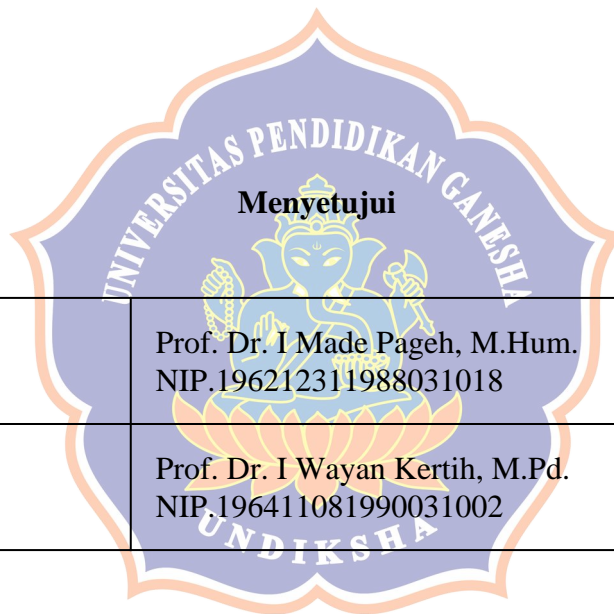 UNIVERSITAS PENDIDIKAN GANESHA
Menyetujui
Prof. Dr. I Made Pageh, M.Hum.
NIP.196212311988031018
Prof. Dr. I Wayan Kertih, M.Pd.
NIP.196411081990031002
UNDIKSHA